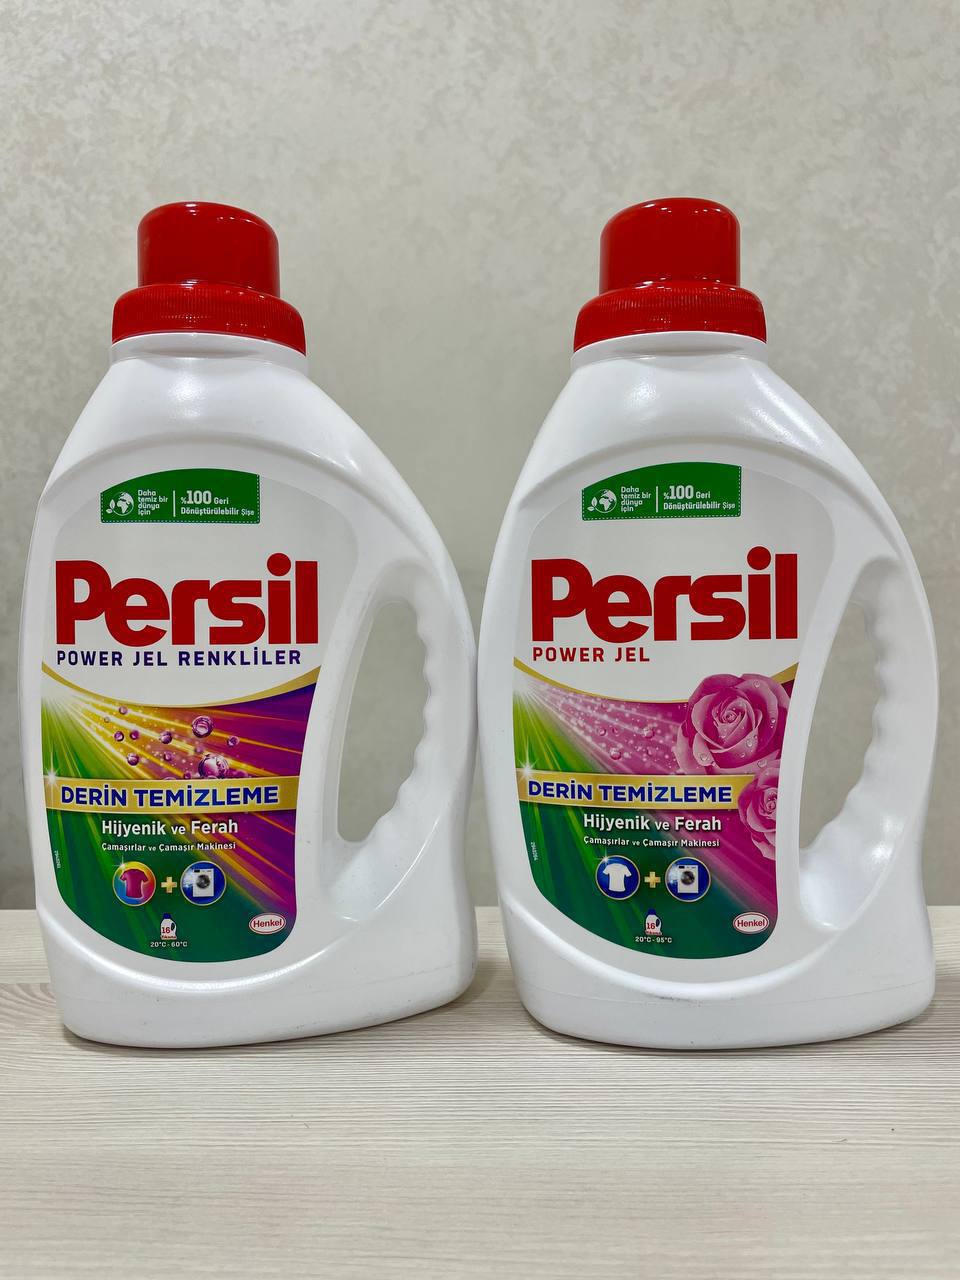 Daha
temiz bir
dünya
için
%100 Geri
Dönüştürülebilir Şişe
Persil
POWER JEL RENKLİLER
DERİN TEMİZLEME
Hijyenik ve Ferah
Çamaşırlar ve Çamaşır Makinesi
16
20°C - 60°C
Henkel
Daha
temiz bir
dünya
için
%100 Geri
Dönüştürülebilir Şişe
Persil
POWER JEL
DERİN TEMİZLEME
Hijyenik ve Ferah
Çamaşırlar ve Çamaşır Makinesi
16
20°C - 95°C
Henkel